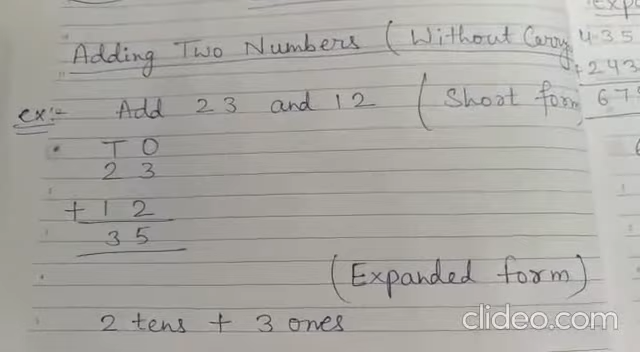 Adding Two Numbers (Without Carry
ex:- Add 23 and 12 (Short form
T O
2 3
+ 1 2
3 5
(Expanded form)
2 tens + 3 ones
435
+ 243
clideo.com